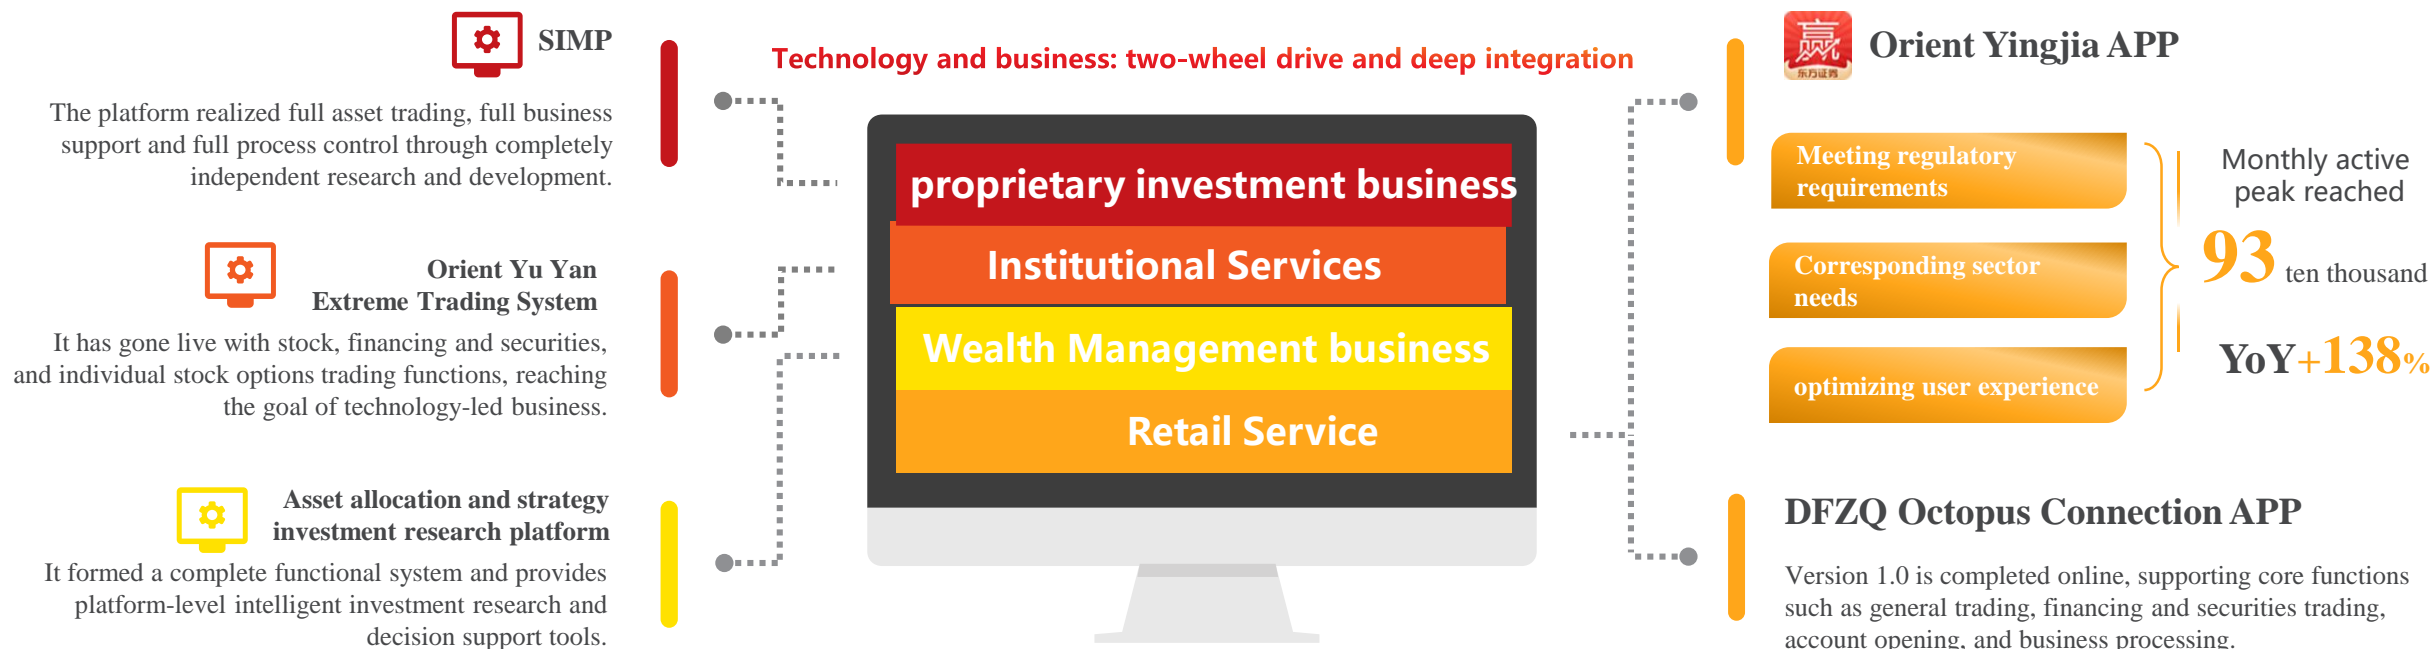 SIMP
The platform realized full asset trading, full business
support and full process control through completely
independent research and development.
Orient Yu Yan
Extreme Trading System
It has gone live with stock, financing and securities,
and individual stock options trading functions, reaching
the goal of technology-led business.
Asset allocation and strategy
investment research platform
It formed a complete functional system and provides
platform-level intelligent investment research and
decision support tools.
Technology and business: two-wheel drive and deep integration
proprietary investment business
Institutional Services
Wealth Management business
Retail Service
赢
东方证券
Orient Yingjia APP
Meeting regulatory
requirements
Corresponding sector
needs
optimizing user experience
Monthly active
peak reached
93 ten thousand
YoY+138%
DFZQ Octopus Connection APP
Version 1.0 is completed online, supporting core functions
such as general trading, financing and securities trading,
account opening, and business processing.